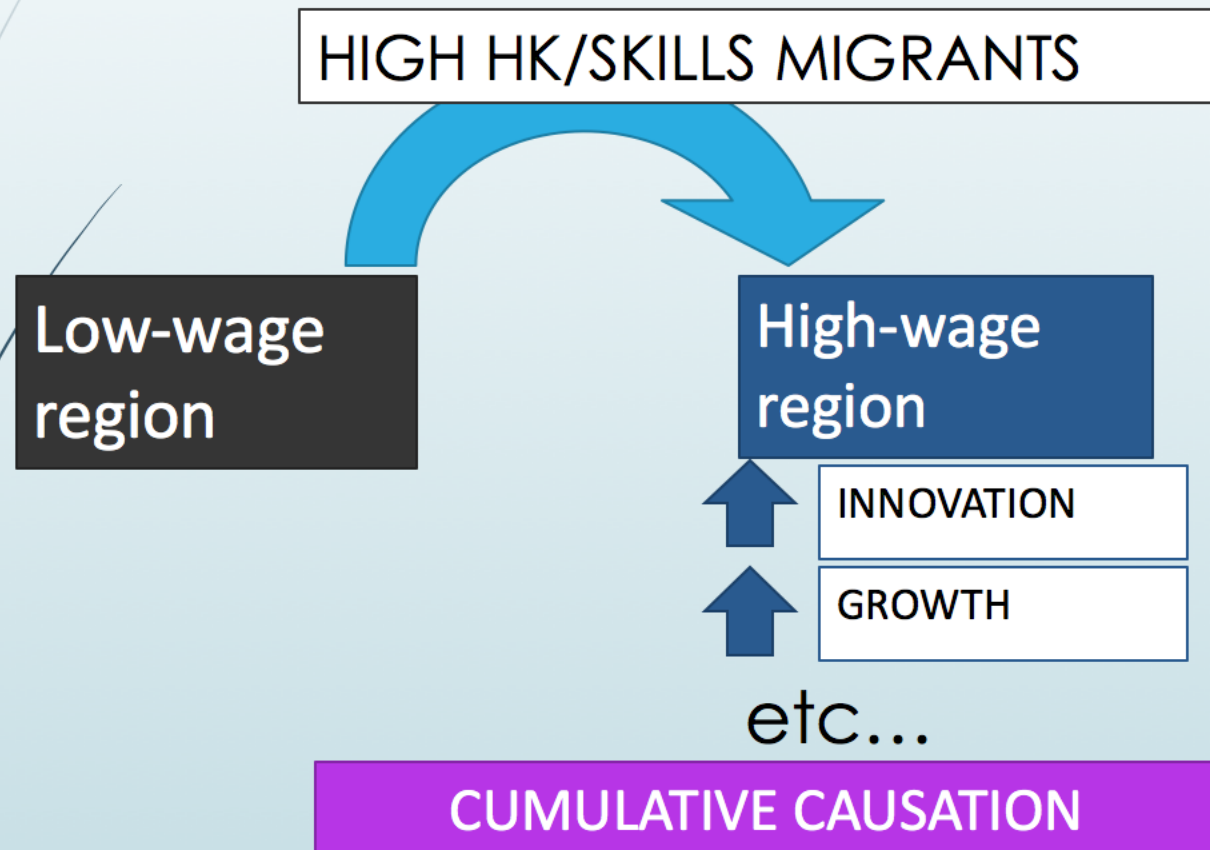 HIGH HK/SKILLS MIGRANTS
Low-wage
region
High-wage
region
INNOVATION
GROWTH
etc...
CUMULATIVE CAUSATION